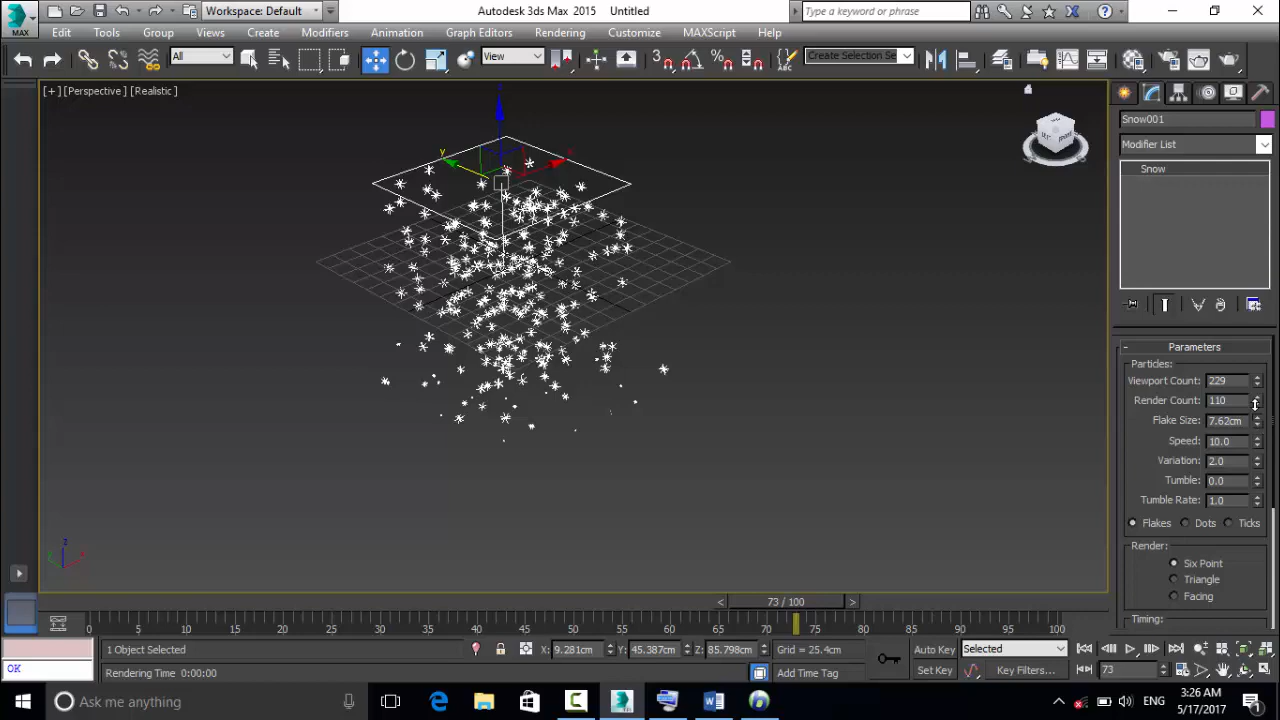 MAX
Workspace: Default
Autodesk 3ds Max 2015
Untitled
Type a keyword or phrase
Edit Tools Group Views Create Modifiers Animation Graph Editors Rendering Customize MAXScript Help
All
View
3
Create Selection Se
[+] [Perspective] [Realistic]
Snow001
Modifier List
Snow
Parameters
Particles:
Viewport Count: 229
Render Count: 110
Flake Size: 7.62cm
Speed: 10.0
Variation: 2.0
Tumble: 0.0
Tumble Rate: 1.0
Flakes Dots Ticks
Render:
Six Point
Triangle
Facing
Timing:
y
x
z
< 73 / 100 >
0 5 10 15 20 25 30 35 40 45 50 55 60 65 70 75 80 85 90 95 100
1 Object Selected
X: 9.281cm Y: 45.387cm Z: 85.798cm Grid = 25.4cm
Auto Key
Selected
OK
Rendering Time 0:00:00
Add Time Tag
Set Key
Key Filters...
73
Ask me anything
ENG
3:26 AM
5/17/2017
1